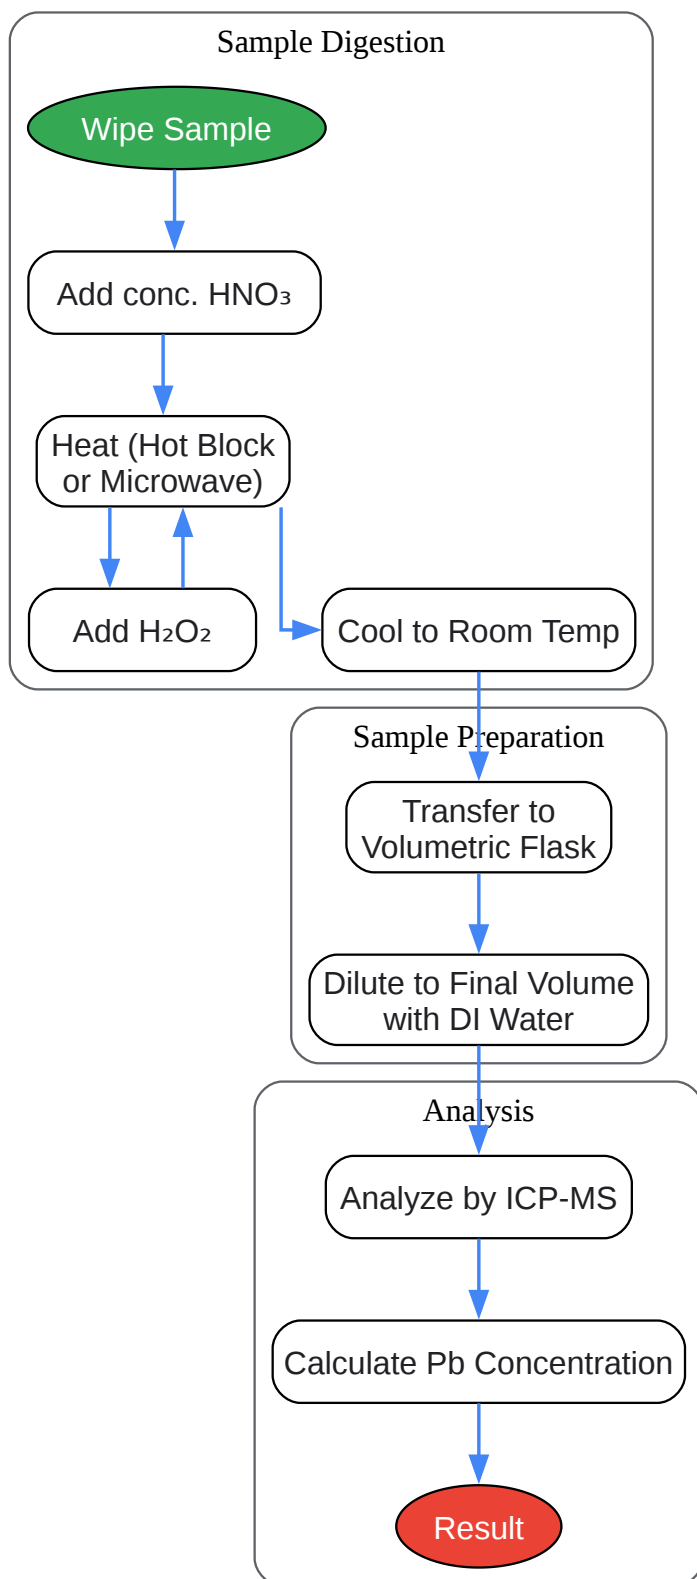 Sample Digestion
Wipe Sample
Add conc. HNO₃
Heat (Hot Block
or Microwave)
Add H₂O₂
Cool to Room Temp
Sample Preparation
Transfer to
Volumetric Flask
Dilute to Final Volume
with DI Water
Analysis
Analyze by ICP-MS
Calculate Pb Concentration
Result